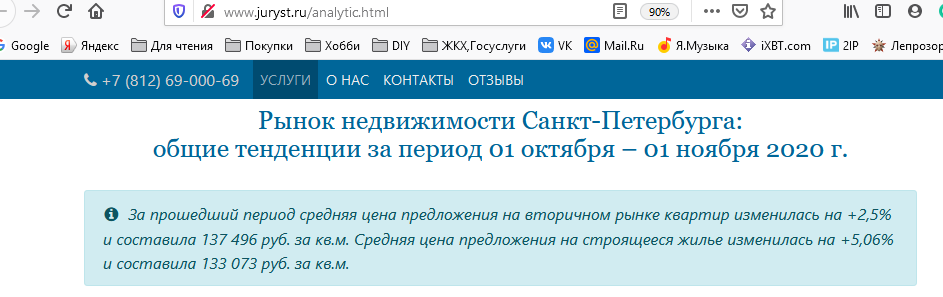 www.juryst.ru/analytic.html 90%
Google Яндекс Для чтения Покупки Хобби DIY ЖКХ,Госуслуги VK Mail.Ru Я.Музыка iXBT.com 2IP Лепрозор
+7 (812) 69-000-69 УСЛУГИ О НАС КОНТАКТЫ ОТЗЫВЫ
Рынок недвижимости Санкт-Петербурга:
общие тенденции за период 01 октября – 01 ноября 2020 г.
За прошедший период средняя цена предложения на вторичном рынке квартир изменилась на +2,5%
и составила 137 496 руб. за кв.м. Средняя цена предложения на строящееся жилье изменилась на +5,06%
и составила 133 073 руб. за кв.м.